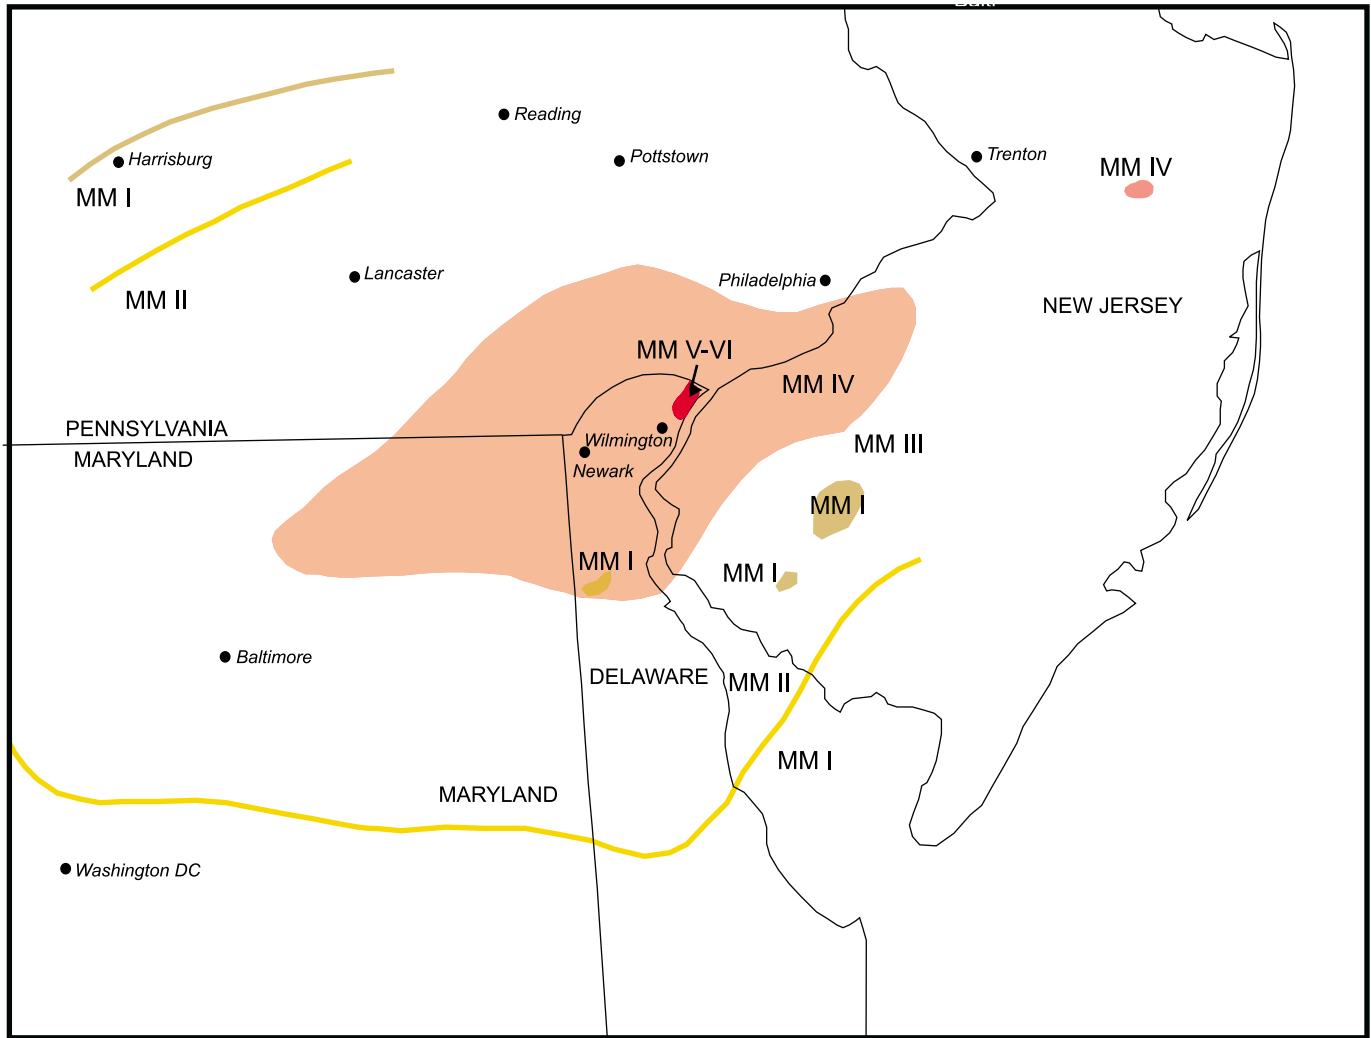 Reading
Harrisburg
Pottstown
Trenton
MM IV
MM I
Lancaster
Philadelphia
MM II
NEW JERSEY
MM V-VI
MM IV
PENNSYLVANIA
MARYLAND
Wilmington
MM III
Newark
MM I
MM I
MM I
Baltimore
DELAWARE
MM II
MM I
MARYLAND
Washington DC